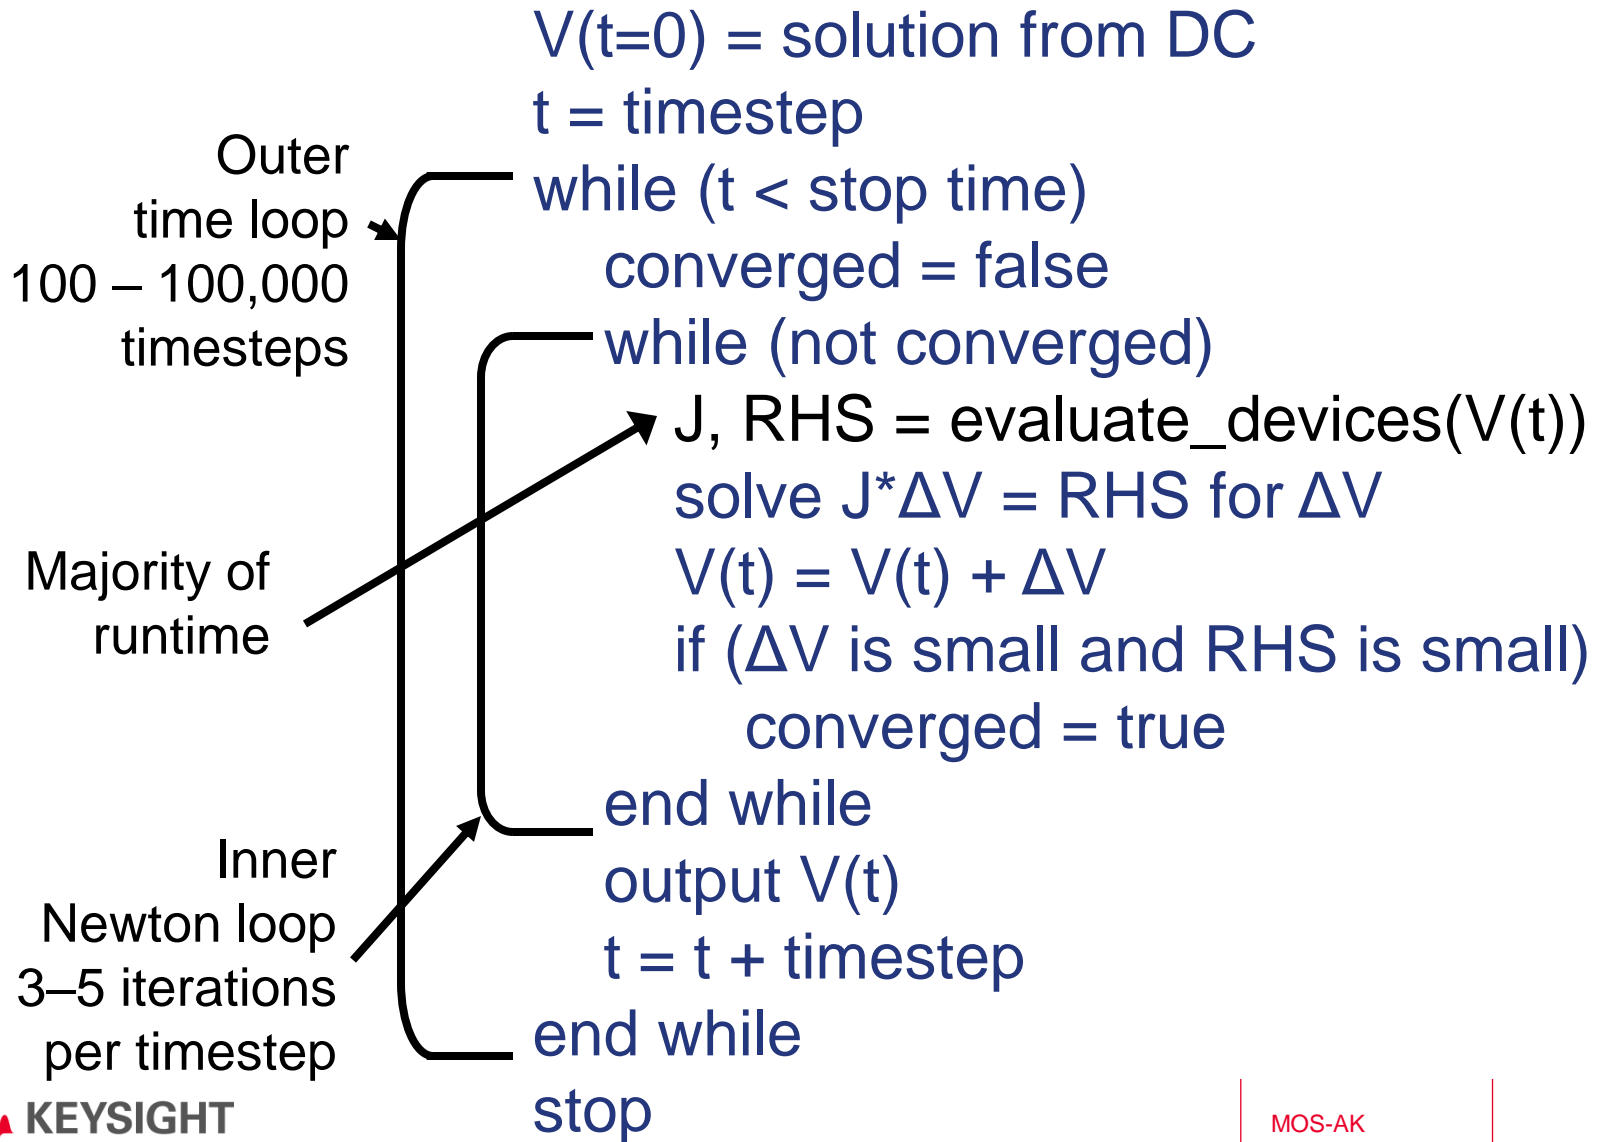 V(t=0) = solution from DC
t = timestep
while (t < stop time)
converged = false
while (not converged)
J, RHS = evaluate_devices(V(t))
solve J*ΔV = RHS for ΔV
V(t) = V(t) + ΔV
if (ΔV is small and RHS is small)
converged = true
end while
output V(t)
t = t + timestep
end while
stop
Outer
time loop
100 – 100,000
timesteps
Majority of
runtime
Inner
Newton loop
3–5 iterations
per timestep
KEYSIGHT
MOS-AK